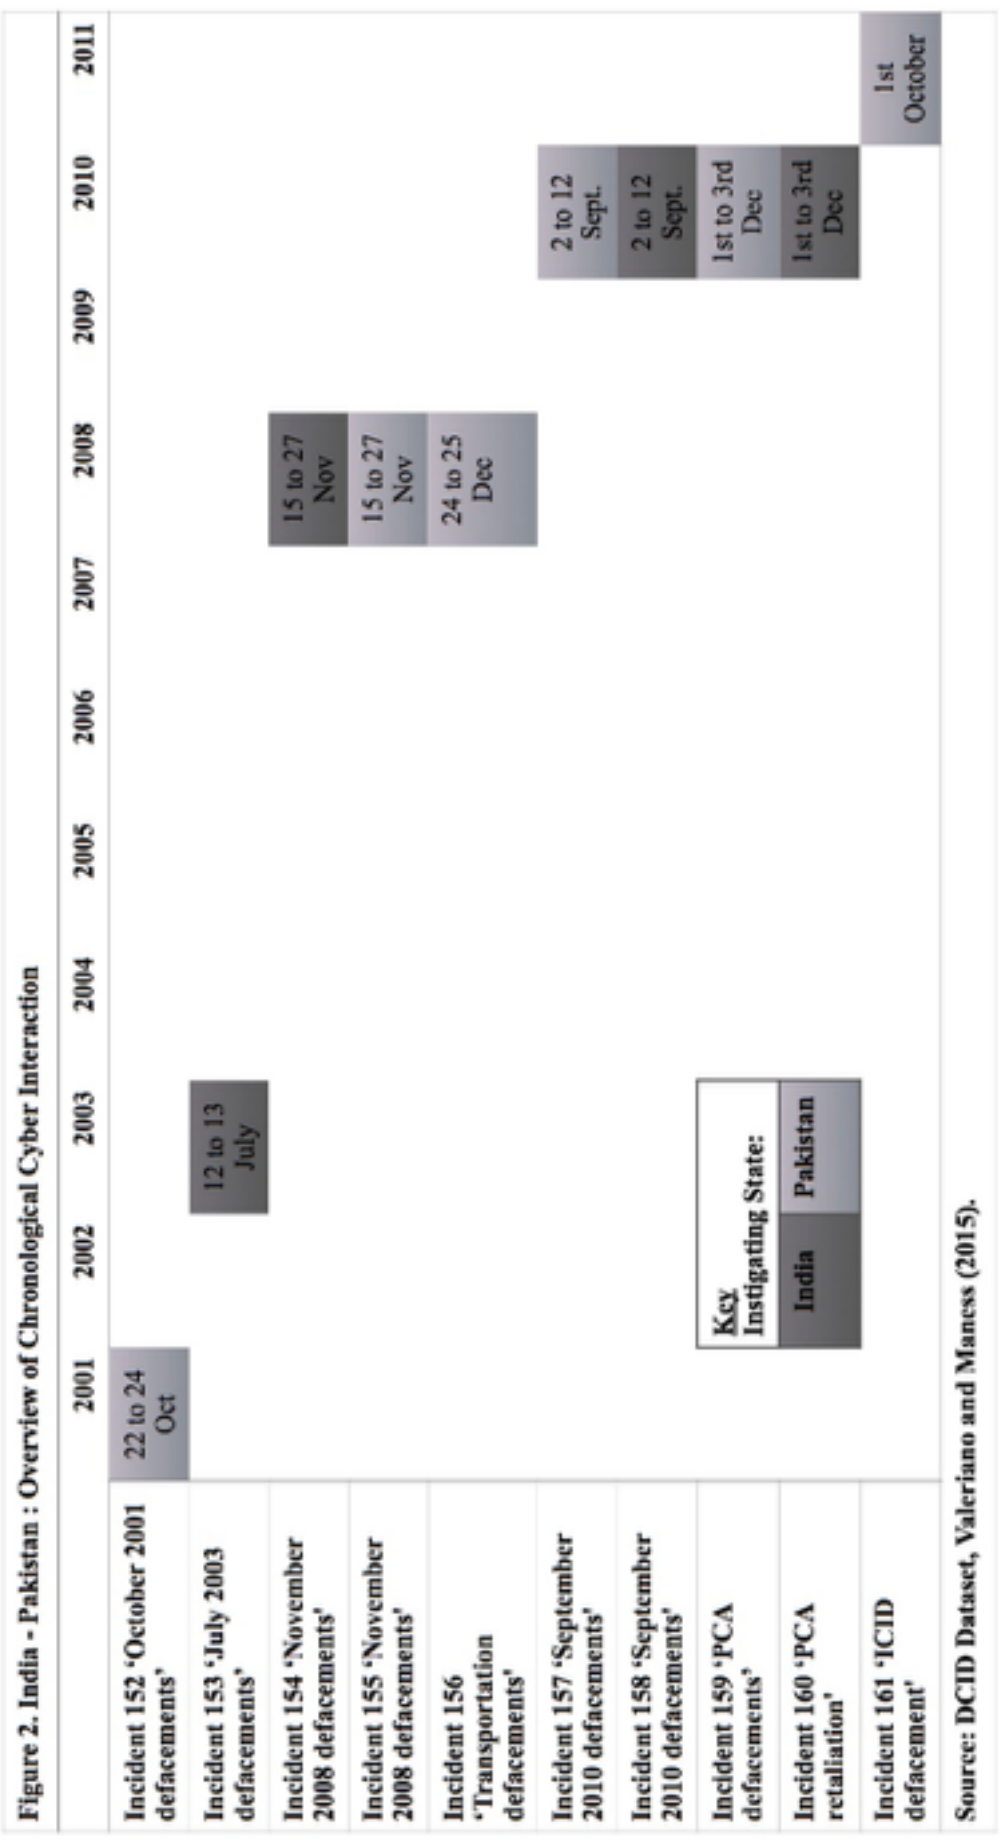 Figure 2. India - Pakistan : Overview of Chronological Cyber Interaction
2001 2002 2003 2004 2005 2006 2007 2008 2009 2010 2011
Incident 152 ‘October 2001
defacements’
22 to 24
Oct
Incident 153 ‘July 2003
defacements’
12 to 13
July
Incident 154 ‘November
2008 defacements'
15 to 27
Nov
Incident 155 ‘November
2008 defacements'
15 to 27
Nov
Incident 156
‘Transportation
defacements'
24 to 25
Dec
Incident 157 ‘September
2010 defacements'
2 to 12
Sept.
Incident 158 ‘September
2010 defacements'
2 to 12
Sept.
Incident 159 ‘PCA
defacements’
1st to 3rd
Dec
Incident 160 ‘PCA
retaliation'
1st to 3rd
Dec
Incident 161 ‘ICID
defacement'
1st
October
Key
Instigating State:
India Pakistan
Source: DCID Dataset, Valeriano and Maness (2015).